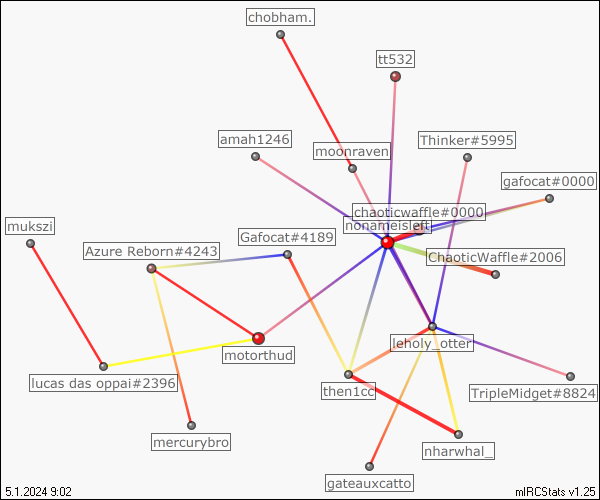 chobham.
tt532
amah1246
moonraven
Thinker#5995
gafocat#0000
chaoticwaffle#0000
nonameisleft
mukszi
Azure Reborn#4243
Gafocat#4189
ChaoticWaffle#2006
motorthud
leholy_otter
lucas das oppai#2396
then1cc
TripleMidget#8824
mercurybro
nharwhal_
gateauxcatto
5.1.2024 9:02
mIRCStats v1.25